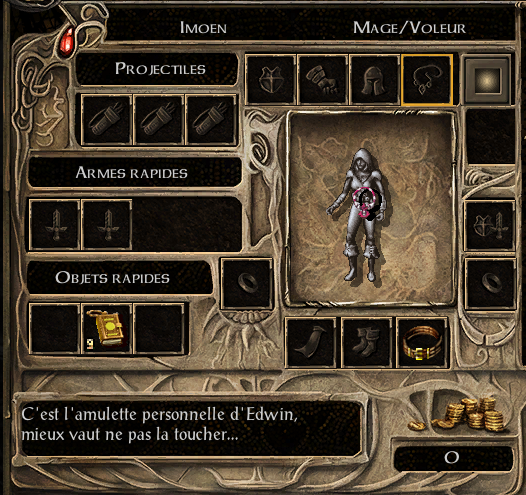 Imoen
Mage/Voleur
Projectiles
Armes rapides
Objets rapides
9
C'est l'amulette personnelle d'Edwin,
mieux vaut ne pas la toucher...
0